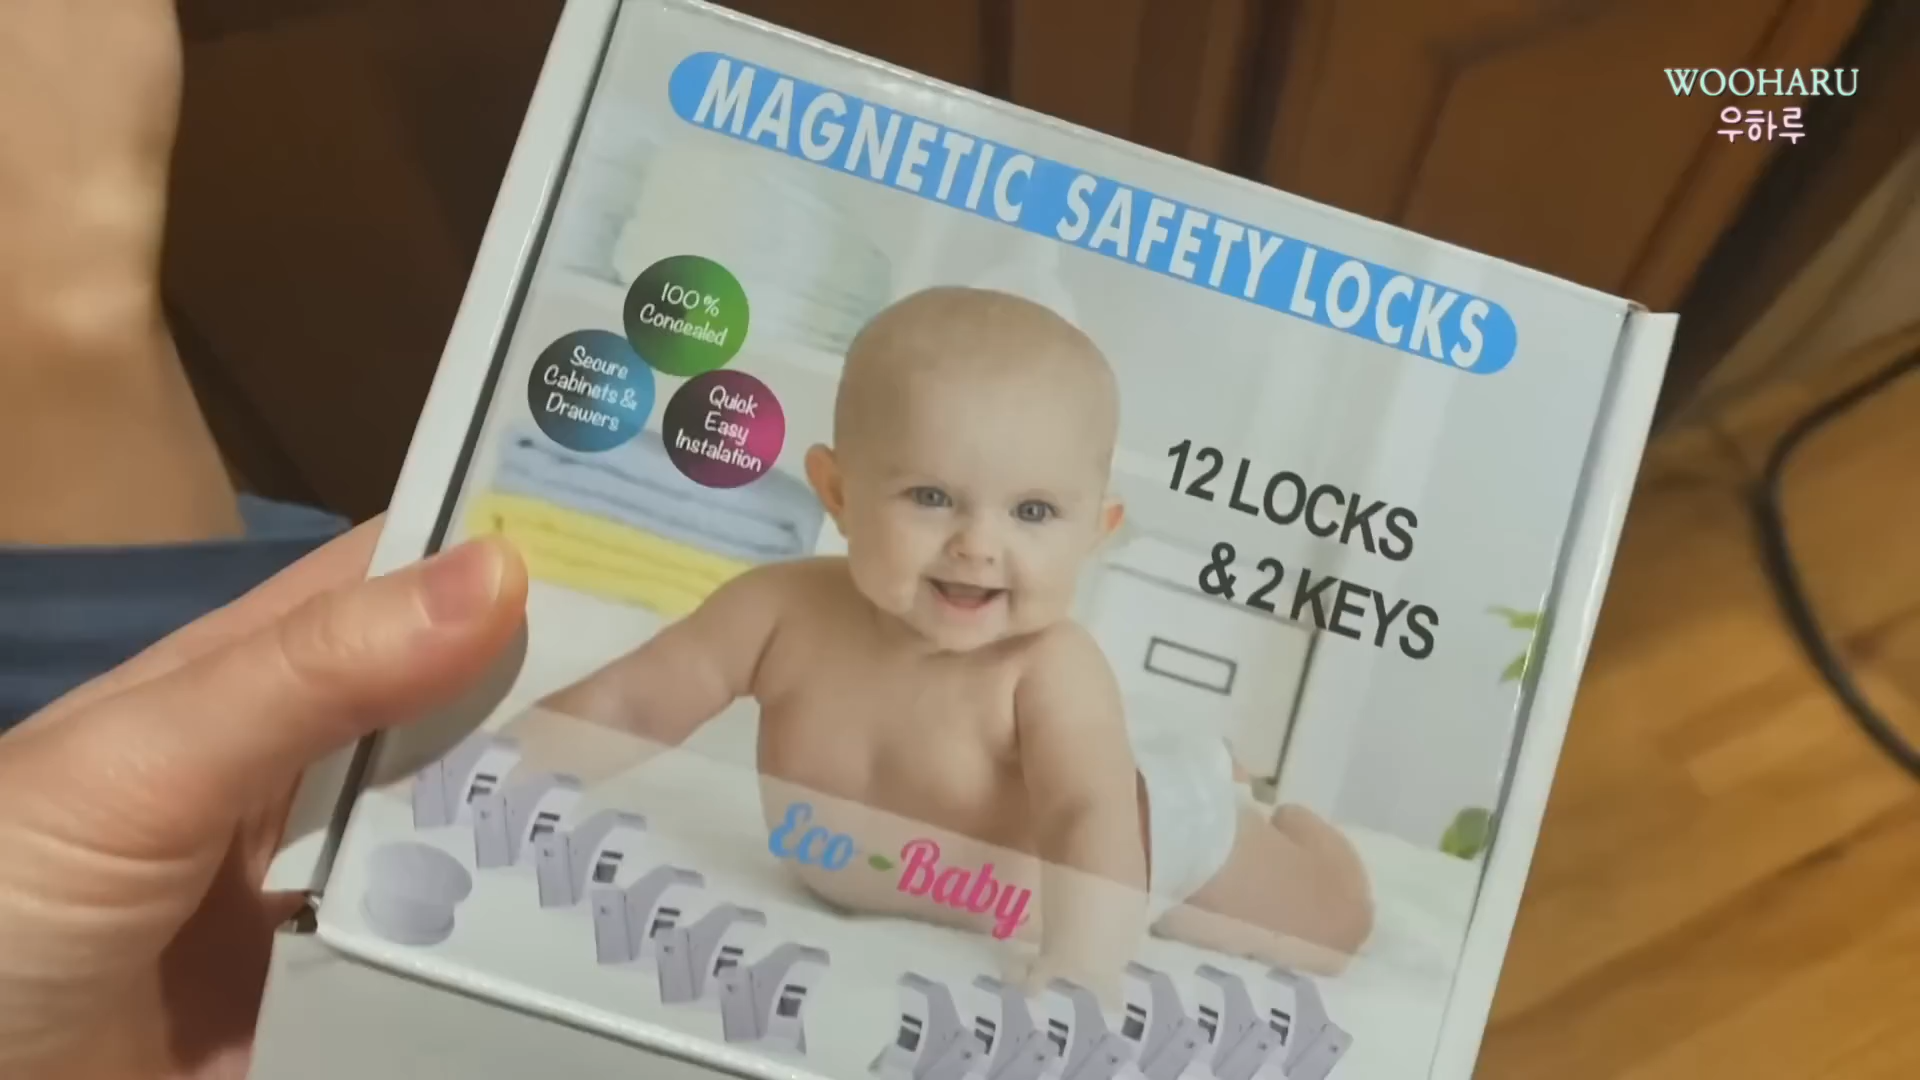 WOOHARU
우하루
MAGNETIC SAFETY LOCKS
100%
Concealed
Secure
Cabinets &
Drawers
Quick
Easy
Instalation
12 LOCKS
& 2 KEYS
Eco-Baby